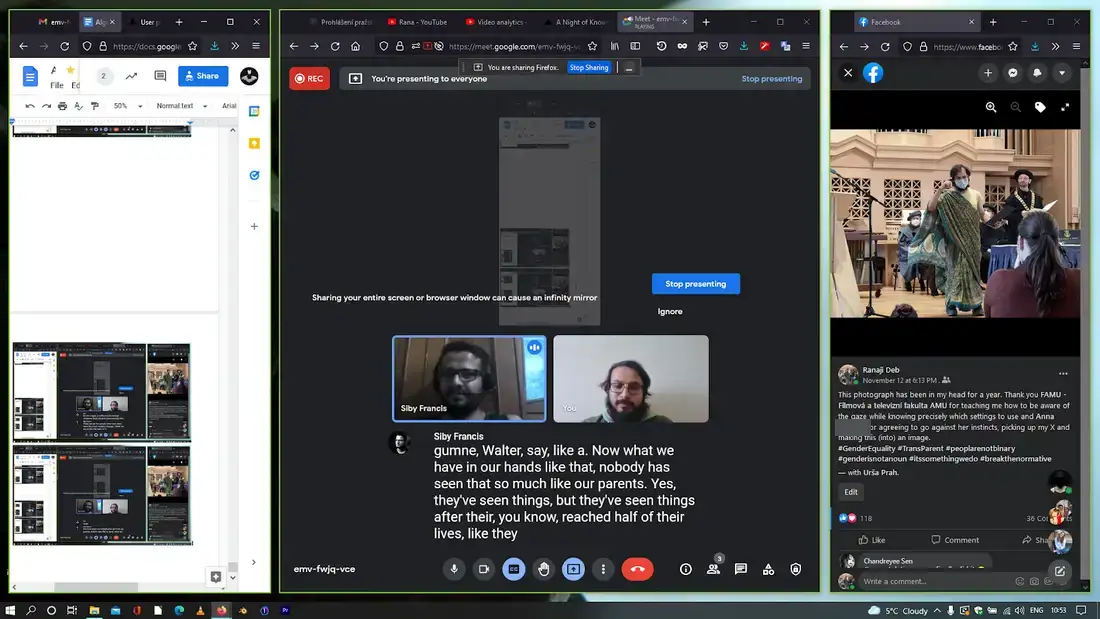 emv-f
Algo
User p
https://docs.google
A
File
Ed
2
Share
50%
Normal text
Arial
Prohlášení pražs
Rana - YouTube
Video analytics -
A Night of Know
Meet – emv-fw
PLAYING
https://meet.google.com/emv-fwjq-vc
You are sharing Firefox.
Stop Sharing
REC
You're presenting to everyone
Stop presenting
Sharing your entire screen or browser window can cause an infinity mirror
Stop presenting
Ignore
Siby Francis
You
Siby Francis
gumne, Walter, say, like a. Now what we
have in our hands like that, nobody has
seen that so much like our parents. Yes,
they've seen things, but they've seen things
after their, you know, reached half of their
lives, like they
emv-fwjq-vce
3
Facebook
https://www.facebo
Ranaji Deb
November 12 at 6:13 PM
This photograph has been in my head for a year. Thank you FAMU -
Filmová a televizní fakulta AMU for teaching me how to be aware of
the gaze while knowing precisely which settings to use and Anna
or agreeing to go against her instincts, picking up my X and
making this (into) an image.
#GenderEquality #TransParent #peoplarenotbinary
#genderisnotanoun #itssomethingwedo #breakthenormative
— with Urša Prah.
Edit
118
36 Co
Like
Comment
Sha
Chandreyee Sen
Write a comment...
5°C Cloudy
ENG
10:53